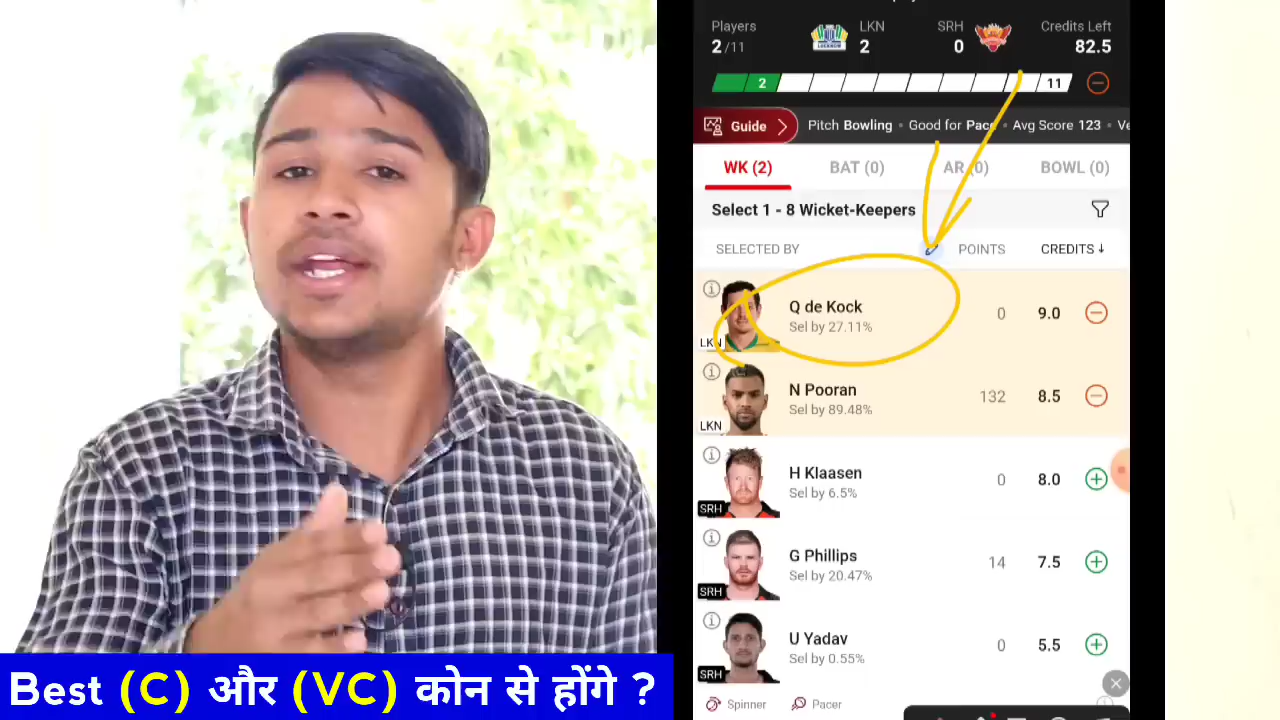 Players LKN SRH Credits Left
2/11 2 0 82.5
LUCKNOW
2 11
Guide Pitch Bowling • Good for Pace • Avg Score 123 •
WK (2) BAT (0) AR (0) BOWL (0)
Select 1 - 8 Wicket-Keepers
SELECTED BY POINTS CREDITS ↓
Q de Kock 0 9.0
Sel by 27.11%
LKN
N Pooran 132 8.5
Sel by 89.48%
LKN
H Klaasen 0 8.0
Sel by 6.5%
SRH
G Phillips 14 7.5
Sel by 20.47%
SRH
U Yadav 0 5.5
Sel by 0.55%
SRH
Spinner Pacer
Best (C) और (VC) कोन से होंगे ?